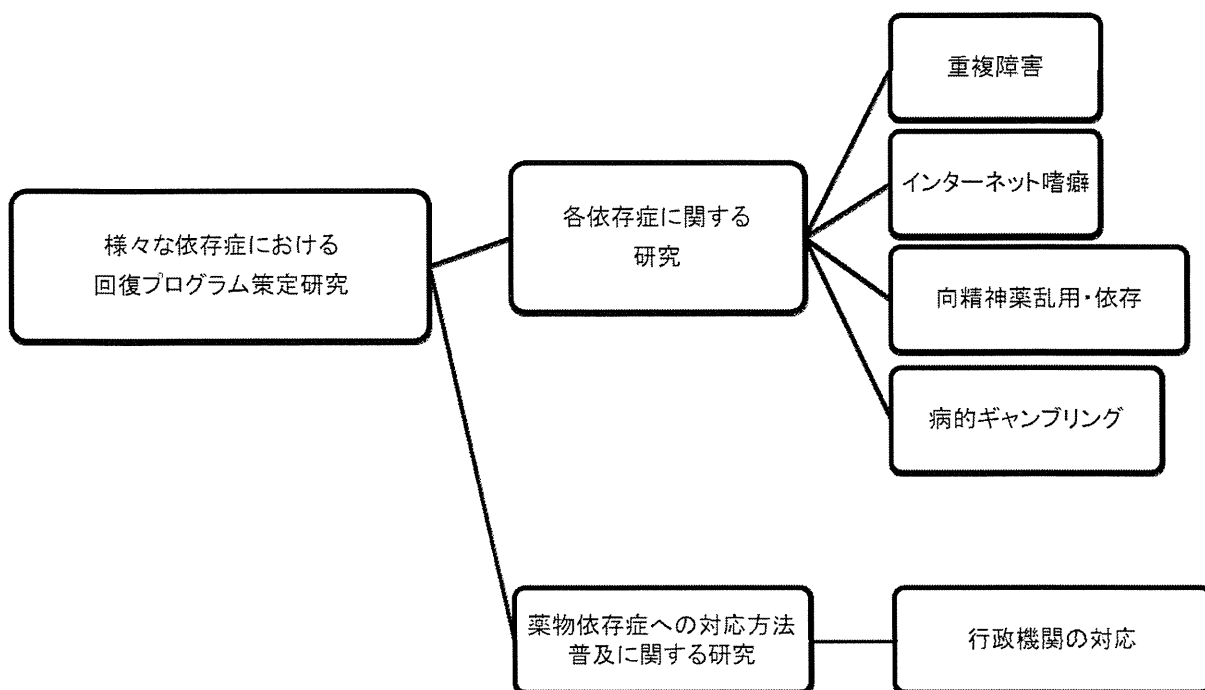 様々な依存症における
回復プログラム策定研究
各依存症に関する
研究
重複障害
インターネット嗜癖
向精神薬乱用・依存
病的ギャンブリング
薬物依存症への対応方法
普及に関する研究
行政機関の対応